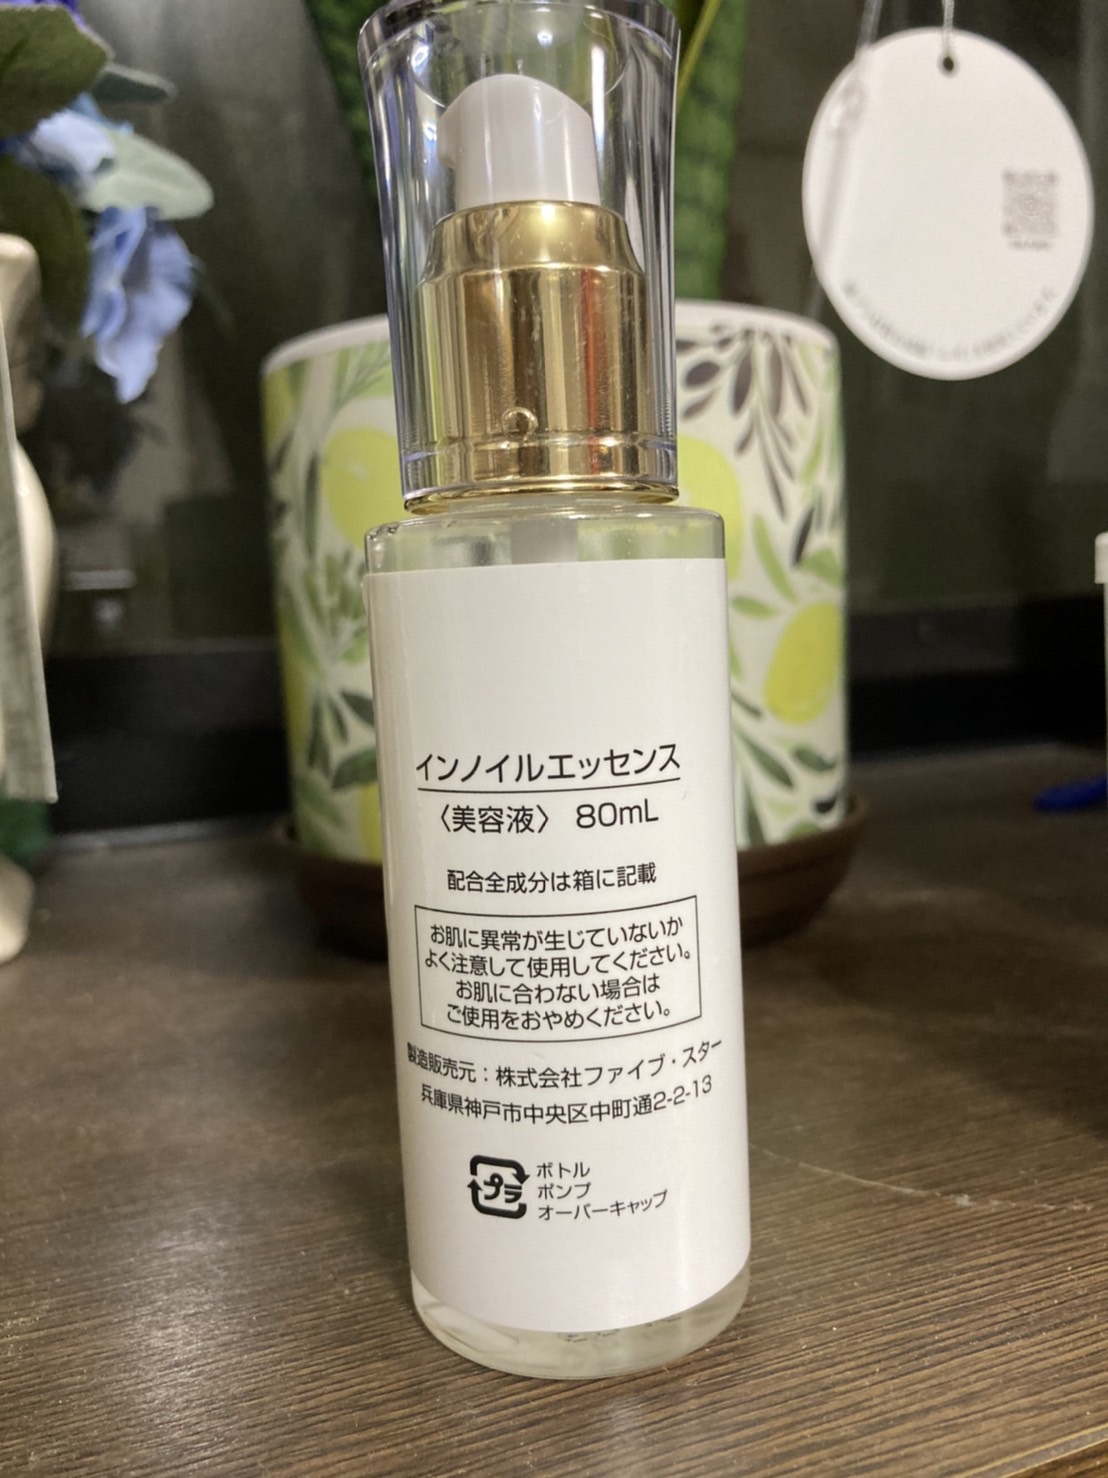 インノイルエッセンス
〈美容液〉 80mL
配合全成分は箱に記載
お肌に異常が生じていないか
よく注意して使用してください。
お肌に合わない場合は
ご使用をおやめください。
製造販売元：株式会社ファイブ・スター
兵庫県神戸市中央区中町通2-2-13
プラ
ボトル
ポンプ
オーバーキャップ